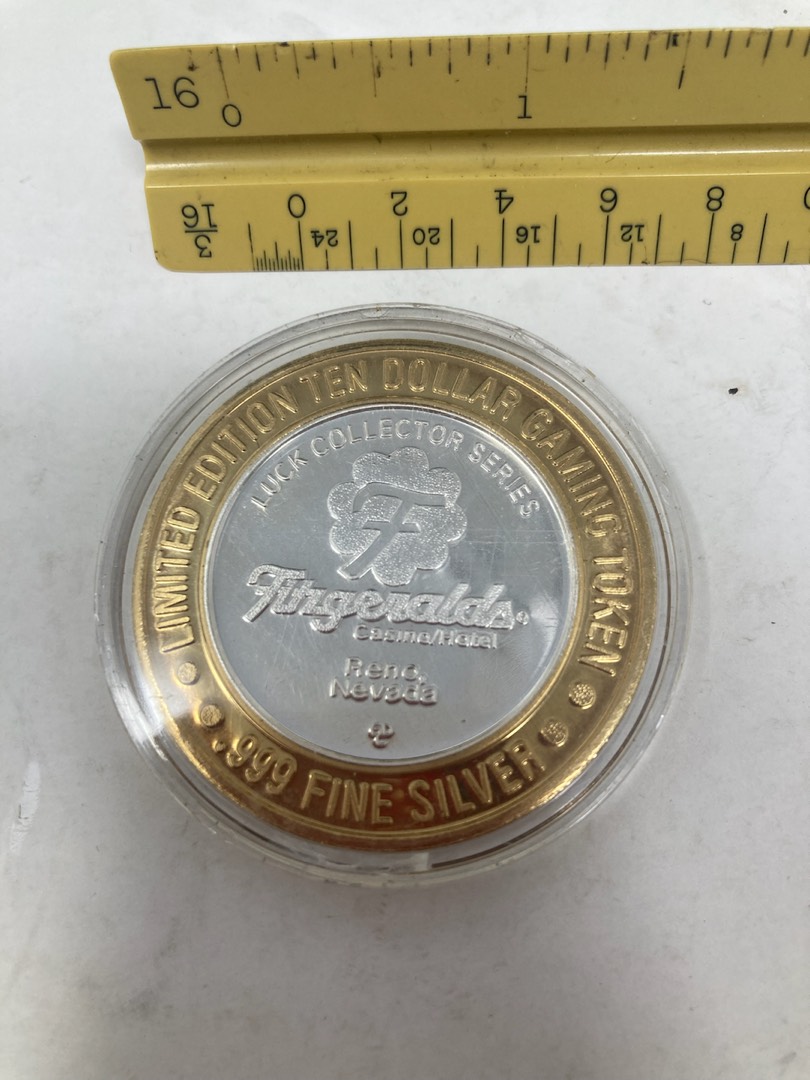 16 0 1
3/16 0 2 4 6 8
24 20 16 12 8
LIMITED EDITION TEN DOLLAR GAMING TOKEN
LUCK COLLECTOR SERIES
F
Fitzgeralds®
Casino/Hotel
Reno,
Nevada
.999 FINE SILVER